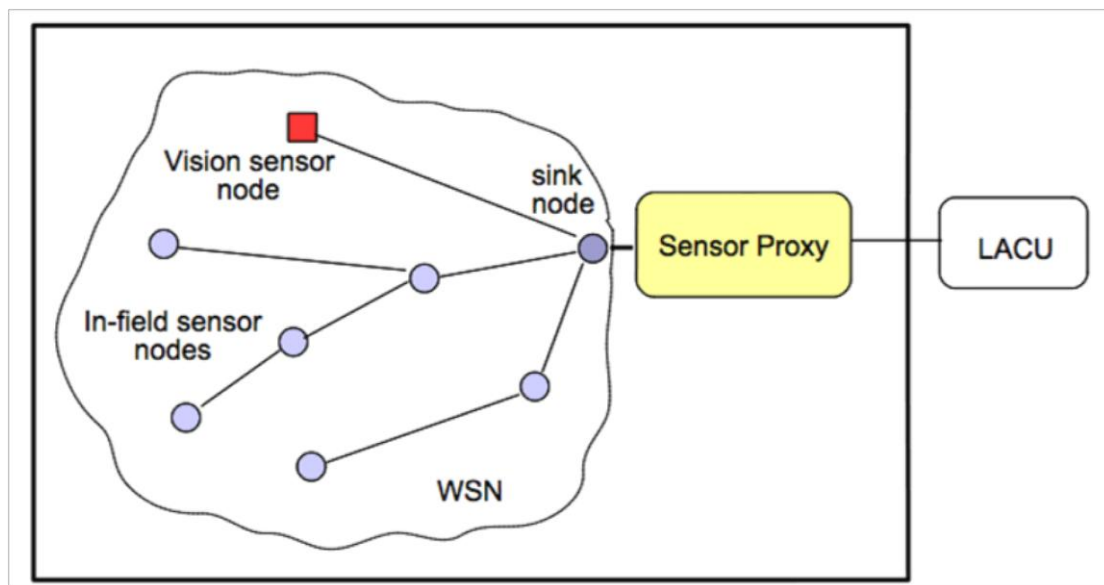 Vision sensor
node
sink
node
Sensor Proxy
LACU
In-field sensor
nodes
WSN